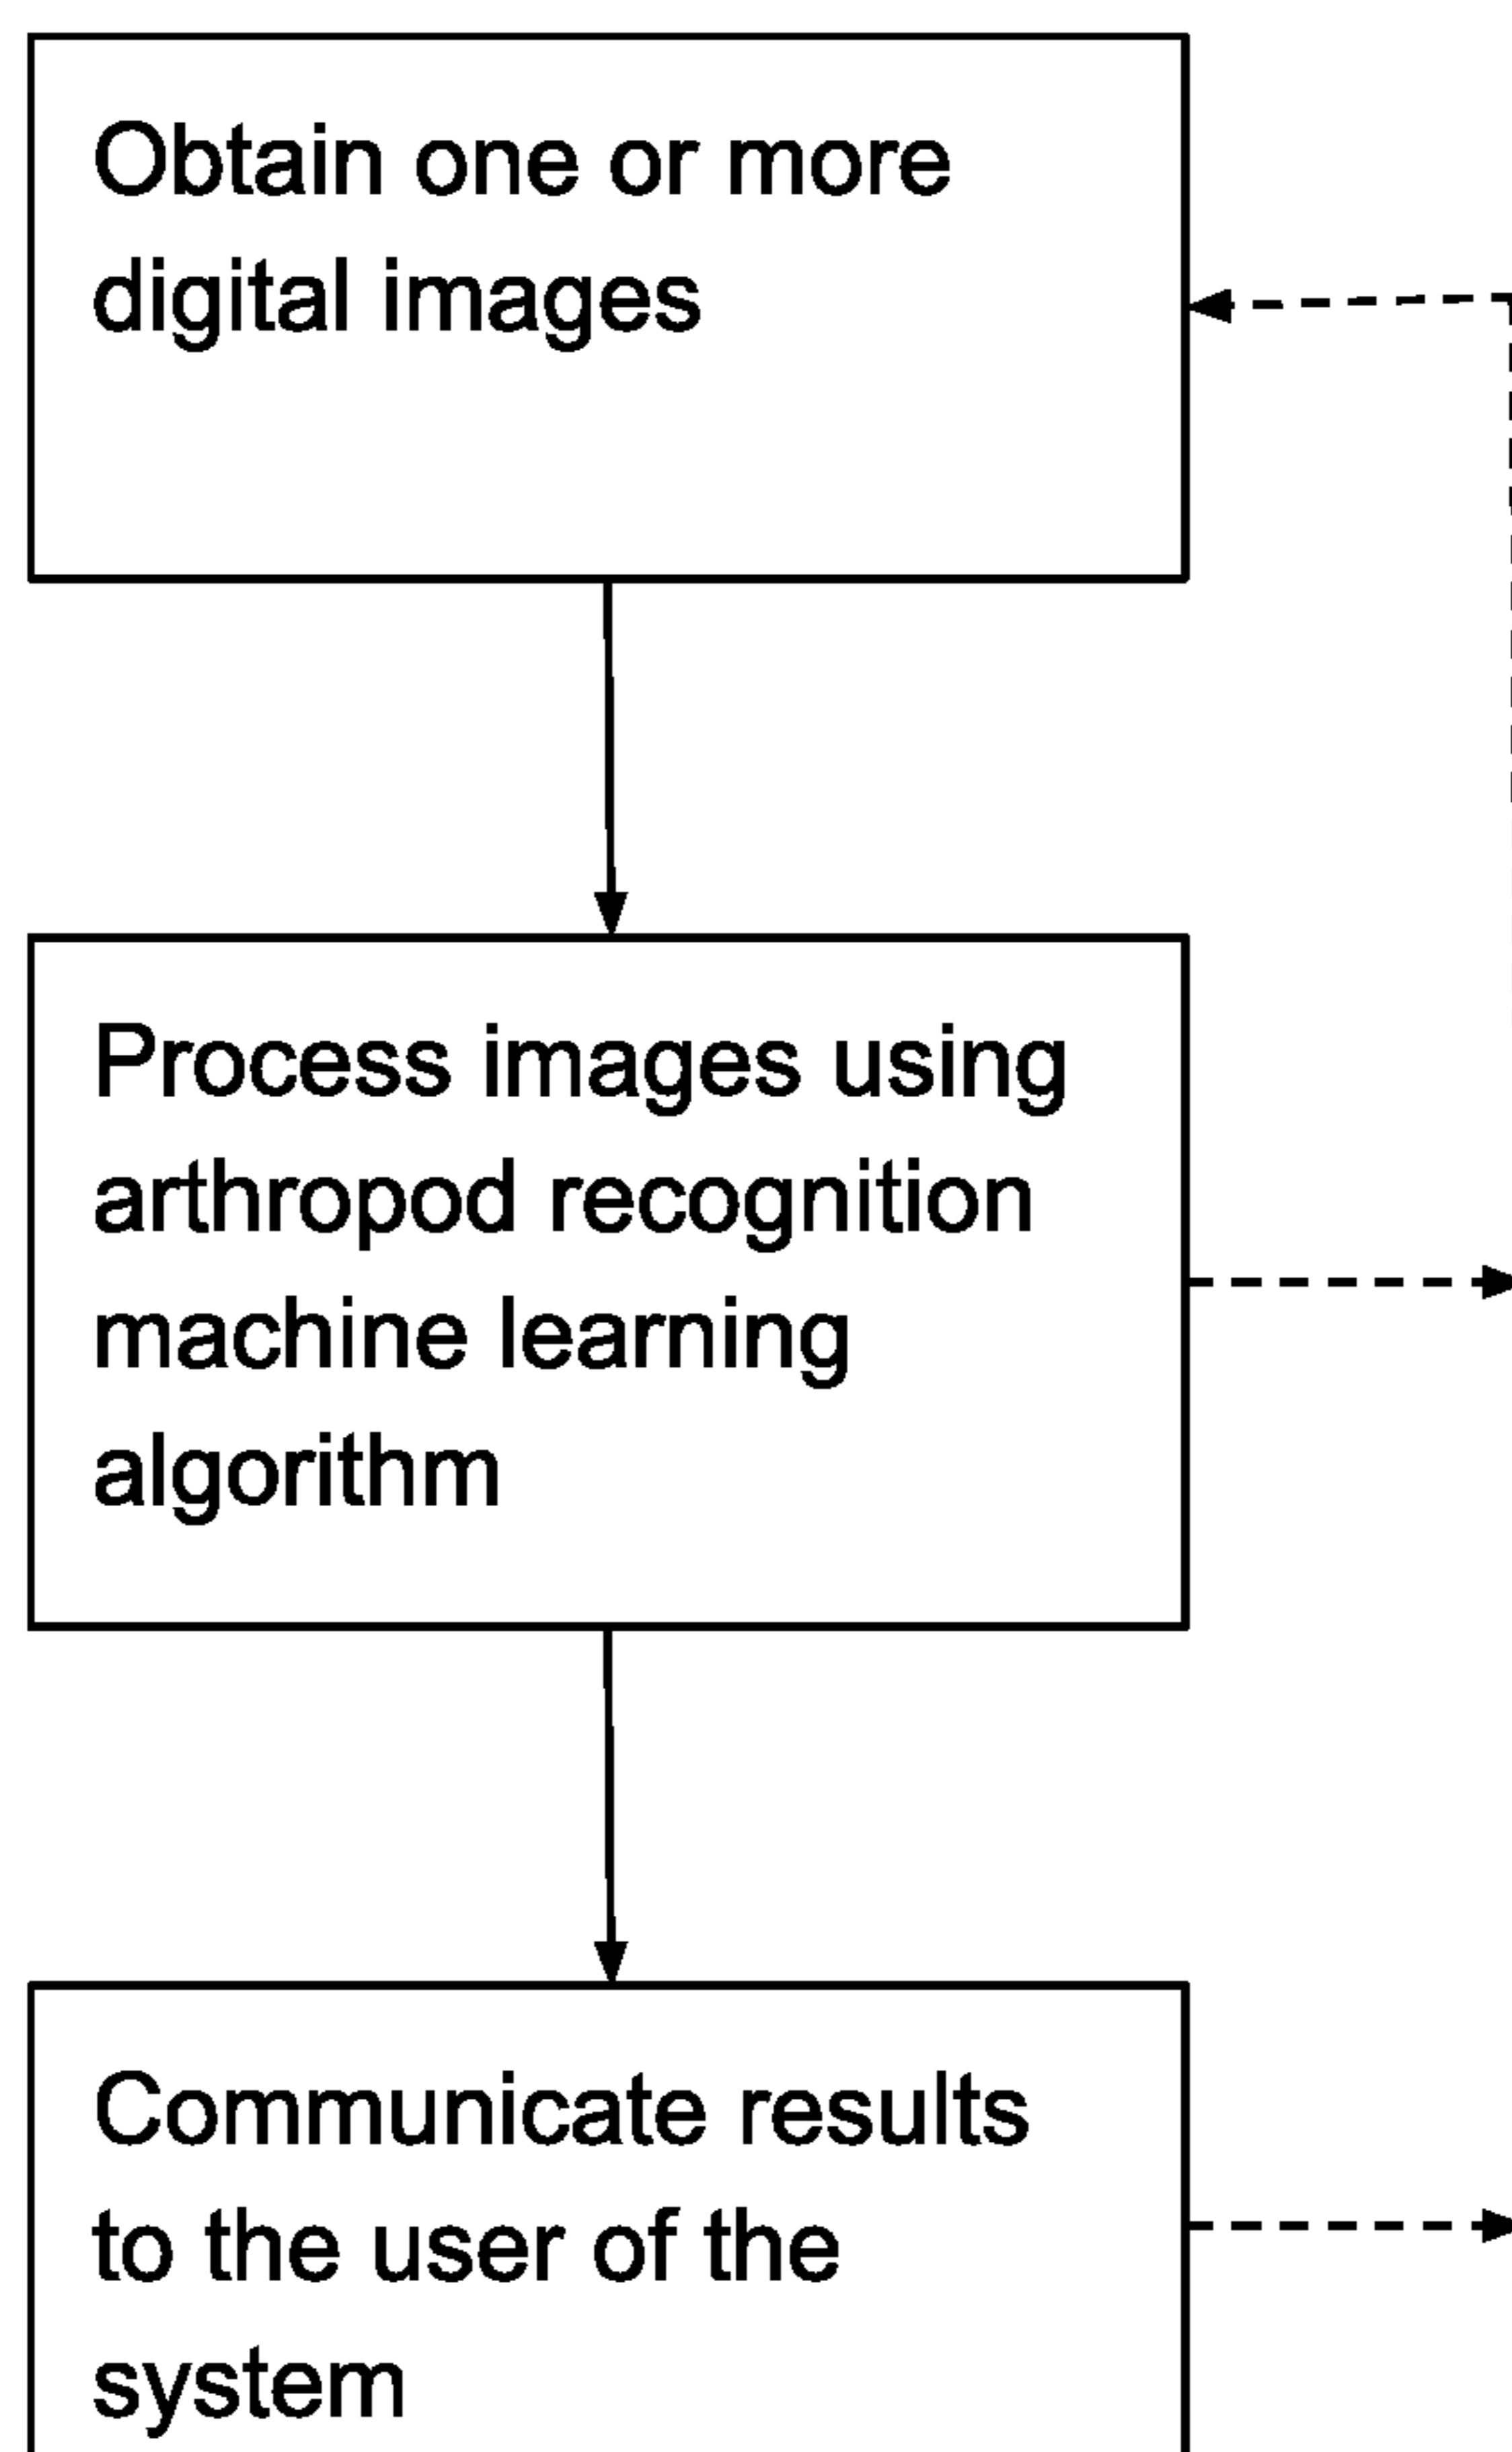 Obtain one or more
digital images
Process images using
arthropod recognition
machine learning
algorithm
Communicate results
to the user of the
system